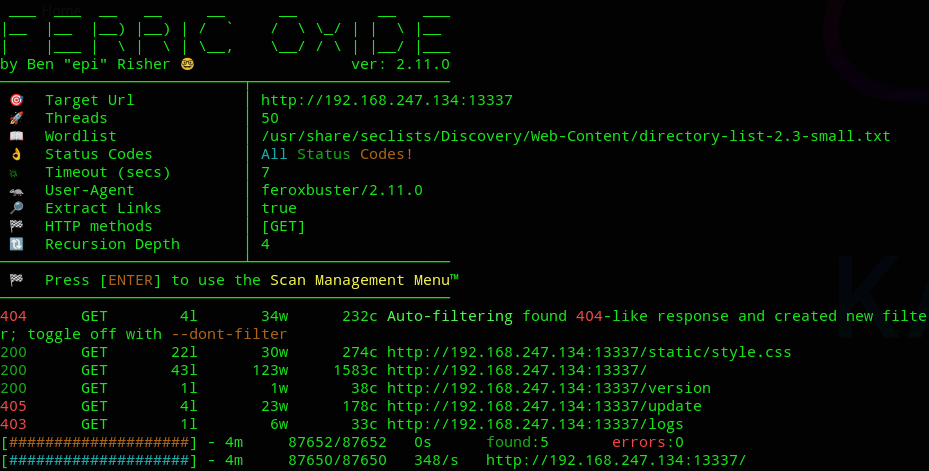 FERRIC OXIDE
by Ben "epi" Risher 🤓 ver: 2.11.0
🎯 Target Url │ http://192.168.247.134:13337
🚀 Threads │ 50
📖 Wordlist │ /usr/share/seclists/Discovery/Web-Content/directory-list-2.3-small.txt
👌 Status Codes │ All Status Codes!
💥 Timeout (secs) │ 7
🦡 User-Agent │ feroxbuster/2.11.0
🔎 Extract Links │ true
🏁 HTTP methods │ [GET]
🔃 Recursion Depth │ 4
🏁 Press [ENTER] to use the Scan Management Menu™
404 GET 4l 34w 232c Auto-filtering found 404-like response and created new filte
r; toggle off with --dont-filter
200 GET 22l 30w 274c http://192.168.247.134:13337/static/style.css
200 GET 43l 123w 1583c http://192.168.247.134:13337/
200 GET 1l 1w 38c http://192.168.247.134:13337/version
405 GET 4l 23w 178c http://192.168.247.134:13337/update
403 GET 1l 6w 33c http://192.168.247.134:13337/logs
[####################] - 4m 87652/87652 0s found:5 errors:0
[####################] - 4m 87650/87650 348/s http://192.168.247.134:13337/